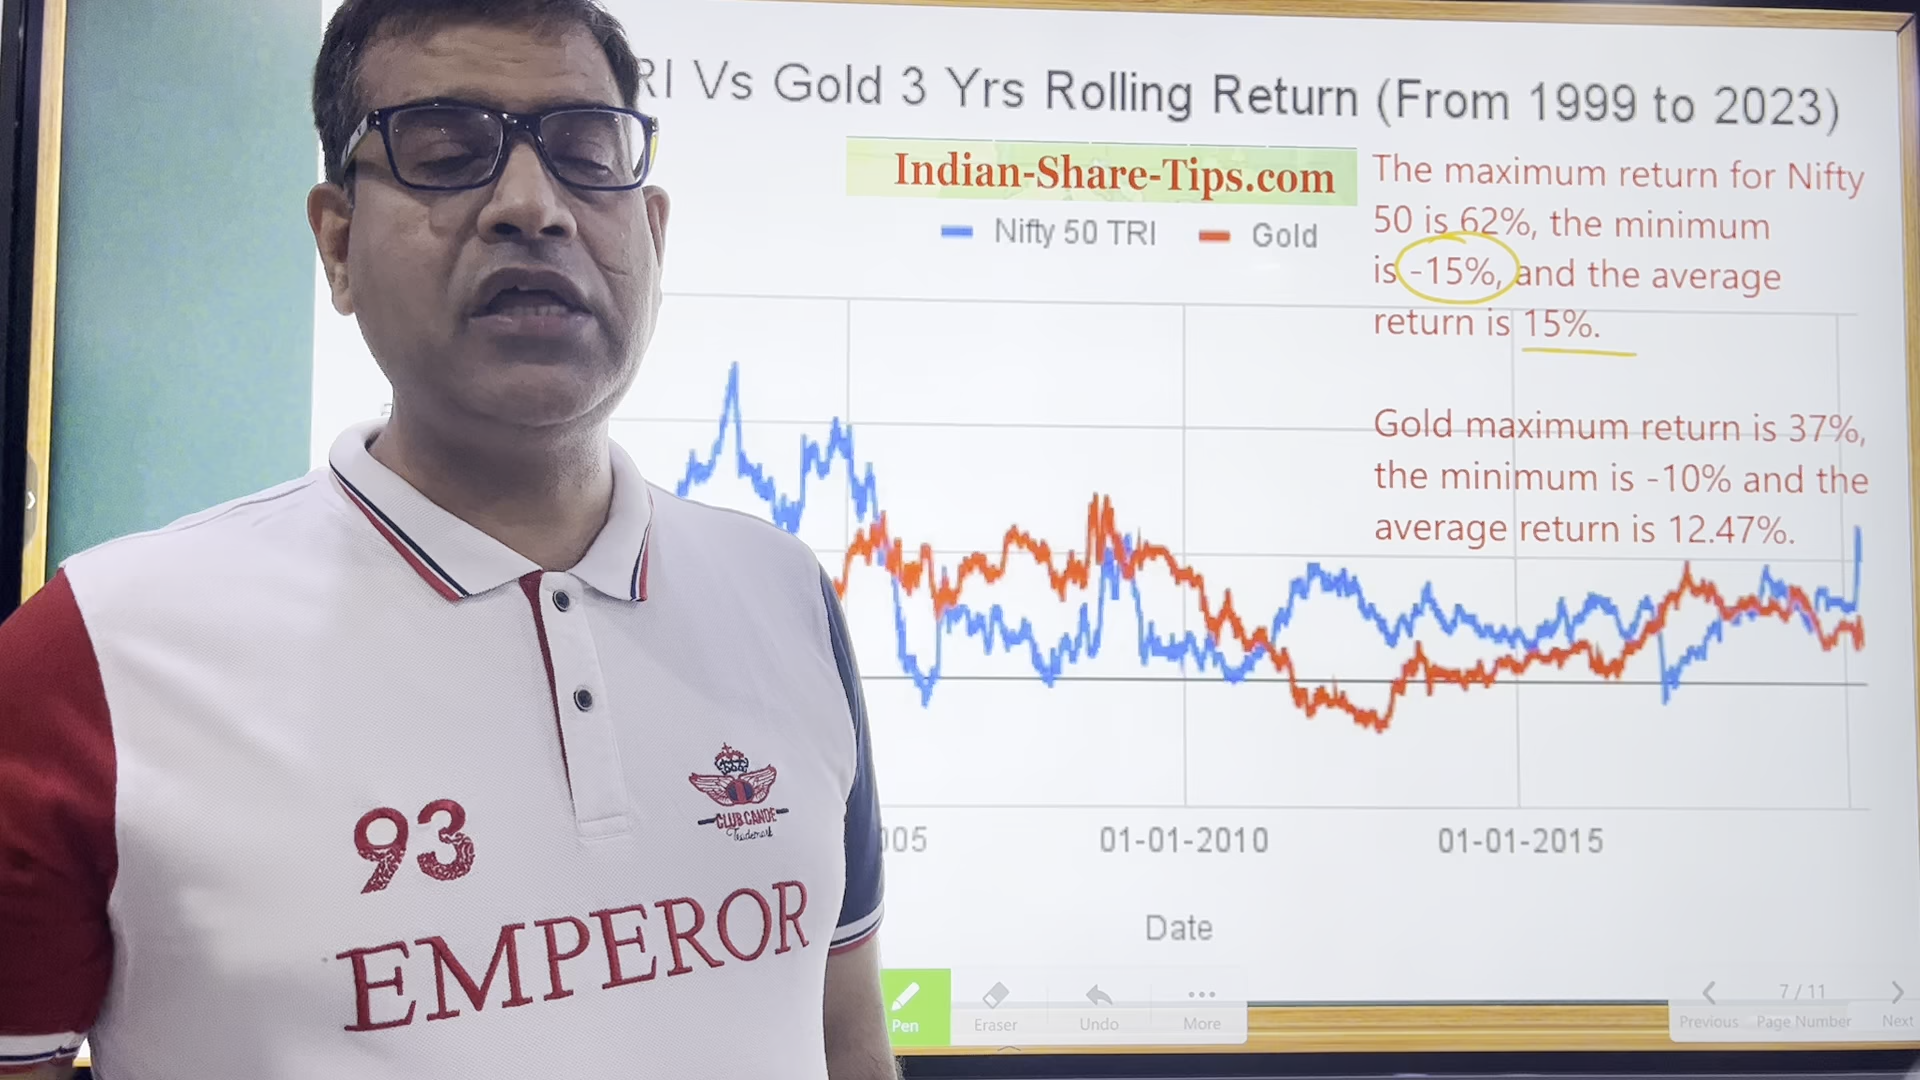 RI Vs Gold 3 Yrs Rolling Return (From 1999 to 2023)
Indian-Share-Tips.com
Nifty 50 TRI
Gold
The maximum return for Nifty
50 is 62%, the minimum
is -15%, and the average
return is 15%.
Gold maximum return is 37%,
the minimum is -10% and the
average return is 12.47%.
005
01-01-2010
01-01-2015
Date
93
EMPEROR
CLUB CANOE
Trademark
Pen
Eraser
Undo
More
7 / 11
Previous
Page Number
Next